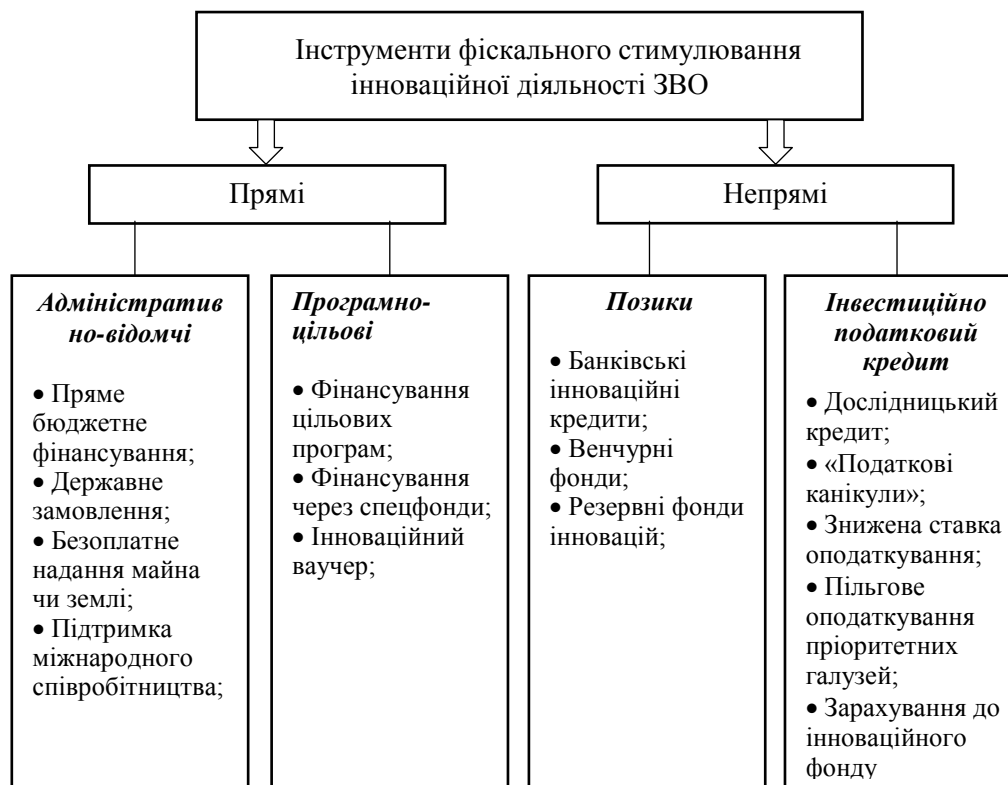 Інструменти фіскального стимулювання
інноваційної діяльності ЗВО
Прямі
Непрямі
Адміністратив
но-відомчі
• Пряме
бюджетне
фінансування;
• Державне
замовлення;
• Безоплатне
надання майна
чи землі;
• Підтримка
міжнародного
співробітництва;
Програмно-
цільові
• Фінансування
цільових
програм;
• Фінансування
через спецфонди;
• Інноваційний
ваучер;
Позики
• Банківські
інноваційні
кредити;
• Венчурні
фонди;
• Резервні фонди
інновацій;
Інвестиційно
податковий
кредит
• Дослідницький
кредит;
• «Податкові
канікули»;
• Знижена ставка
оподаткування;
• Пільгове
оподаткування
пріоритетних
галузей;
• Зарахування до
інноваційного
фонду